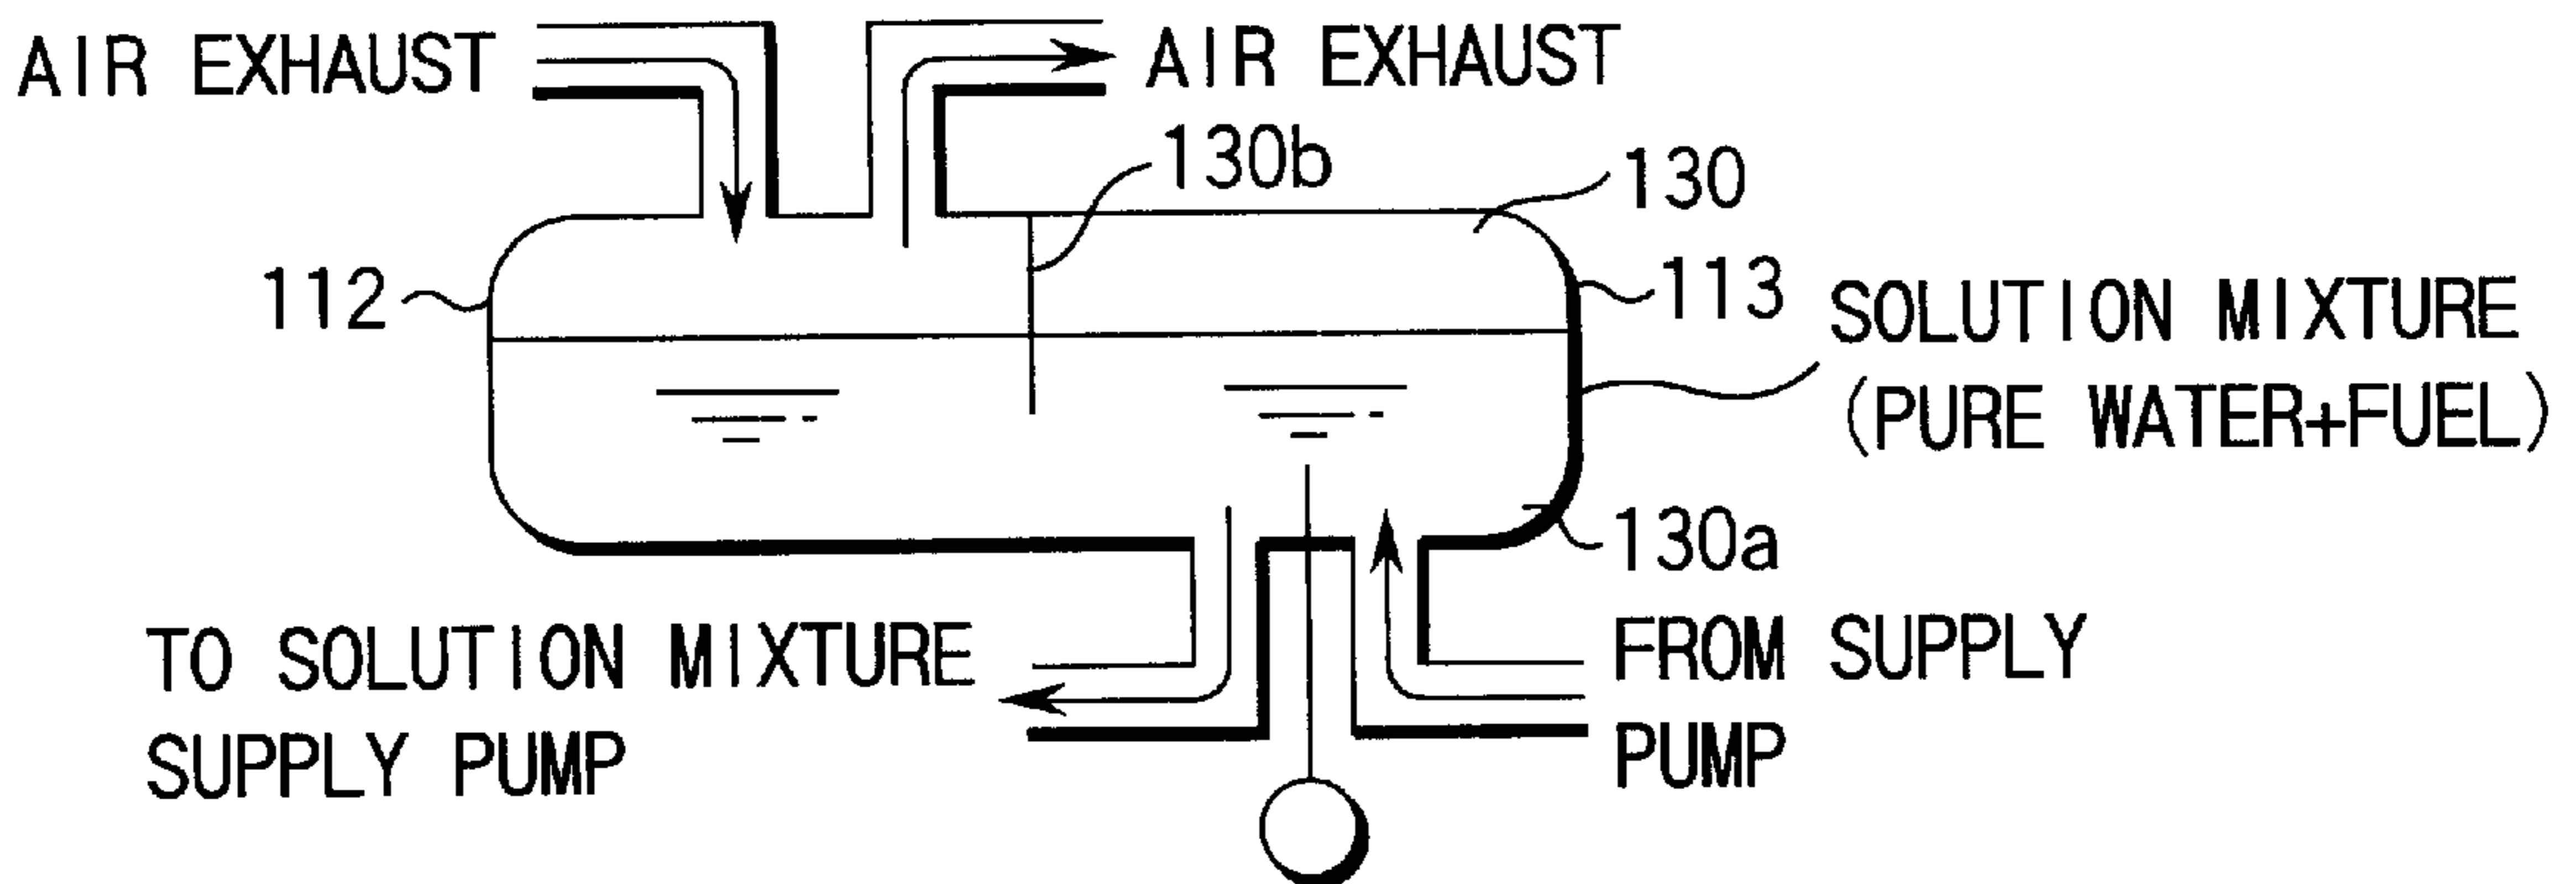 AIR EXHAUST
AIR EXHAUST
130b
130
112
113
SOLUTION MIXTURE
(PURE WATER+FUEL)
130a
TO SOLUTION MIXTURE
SUPPLY PUMP
FROM SUPPLY
PUMP